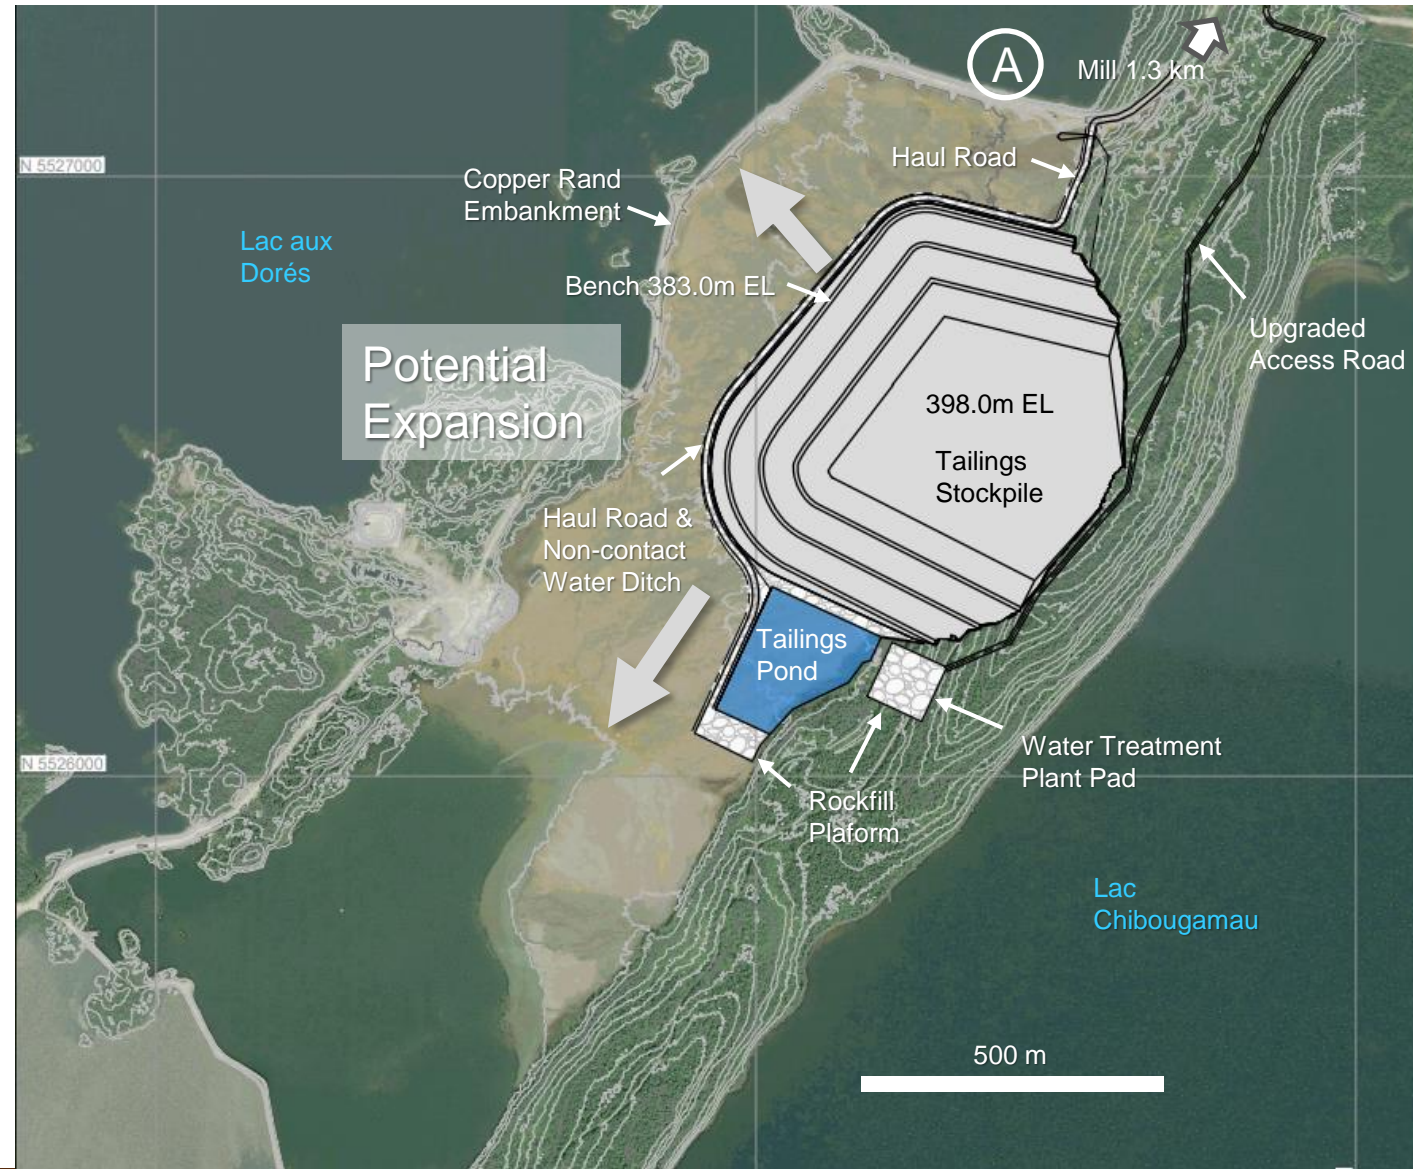 A
Mill 1.3 km
N 5527000
Haul Road
Copper Rand
Embankment
Lac aux
Dorés
Bench 383.0m EL
Upgraded
Access Road
Potential
Expansion
398.0m EL
Tailings
Stockpile
Haul Road &
Non-contact
Water Ditch
Tailings
Pond
N 5526000
Water Treatment
Plant Pad
Rockfill
Plaform
Lac
Chibougamau
500 m